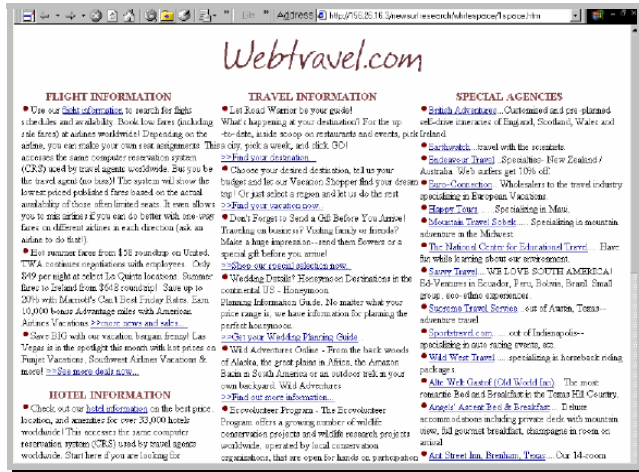 Address http://156.26.16.3/newsurfresearch/whitespace/1space.htm
Webtravel.com
FLIGHT INFORMATION
Use our flight information to search for flight
schedules and availability. Book low fares (including
sale fares) at airlines worldwide! Depending on the
airline, you can make your own seat assignments. This
accesses the same computer reservation system
(CRS) used by travel agents worldwide. But you be
the travel agent (no fees)! The system will show the
lowest priced published fares based on the actual
availability of those often limited seats. It even allows
you to mix airlines if you can do better with one-way
fares on different airlines in each direction (ask an
airline to do that!).
Hot summer fares from $58 roundtrip on United.
TWA continues negotiations with employees. Only
$49 per night at select La Quinta locations. Summer
fares to Ireland from $648 roundtrip! Save up to
20% with Marriott's Can't Beat Friday Rates. Earn
10,000 bonus Advantage miles with American
Airlines Vacations >>more news and sales...
Save BIG with our vacation bargain frenzy! Las
Vegas is in the spotlight this month with hot prices on
Funjet Vacations, Southwest Airlines Vacations &
more! >>See more deals now...
HOTEL INFORMATION
Check out our hotel information on the best price,
location, and amenities for over 33,000 hotels
worldwide! This accesses the same computer
reservation system (CRS) used by travel agents
worldwide. Start here if you are looking for
TRAVEL INFORMATION
Let Road Warrior be your guide!
What's happening at your destination? For the up
-to-date, inside scoop on restaurants and events, pick
a city, pick a week, and click GO!
>>Find your destination...
Choose your desired destination, tell us your
budget and let our Vacation Shopper find your dream
trip! Or just select a region and let us do the rest
>>Find your vacation now...
Don't Forget to Send a Gift Before You Arrive!
Traveling on business? Visiting family or friends?
Make a huge impression--send them flowers or a
special gift before you arrive!
>>Shop our special selection now...
Wedding Details? Honeymoon Destinations in the
continental US - Honeymoon
Planning Information Guide. No matter what your
price range is, we have information for planning the
perfect honeymoon.
>>Get your Wedding Planning Guide
Wild Adventures Online - From the back woods
of Alaska, the great plains in Africa, the Amazon
Basin in South America or an outdoor trek in your
own backyard. Wild Adventures
>>Find out more information...
Ecovolunteer Program - The Ecovolunteer
Program offers a growing number of wildlife
conservation projects and wildlife research projects
worldwide, operated by local conservation
organizations, that are open for hands on participation
SPECIAL AGENCIES
British Adventures...Customized and pre-planned
self-drive itineraries of England, Scotland, Wales and
Ireland
Earthwatch...travel with the scientists.
Endeavour Travel...Specialties- New Zealand /
Australia. Web surfers get 10% off.
Euro-Connection...Wholesalers to the travel industry
specializing in European Vacations.
Happy Tours......Specializing in Maui.
Mountain Travel Sobek......Specializing in mountain
adventure in the Midwest.
The National Center for Educational Travel......Have
fun while learning about our environment.
Savvy Travel....WE LOVE SOUTH AMERICA!
Ed-Ventures in Ecuador, Peru, Bolivia, Brazil. Small
group, eco-ethno experiences.
Supreme Travel Service...out of Austin, Texas--
adventure travel
Sportstravel.com......out of Indianapolis--
specializing in auto racing events, etc.
Wild West Travel.....specializing in horseback riding
packages.
Alte Welt Gasthof (Old World Inn)...The most
romantic Bed and Breakfast in the Texas Hill Country.
Angels' Ascent Bed & Breakfast... Deluxe
accommodations including private deck with mountain
view, full gourmet breakfast, champagne in room on
arrival
Ant Street Inn, Brenham, Texas... Our 14-room